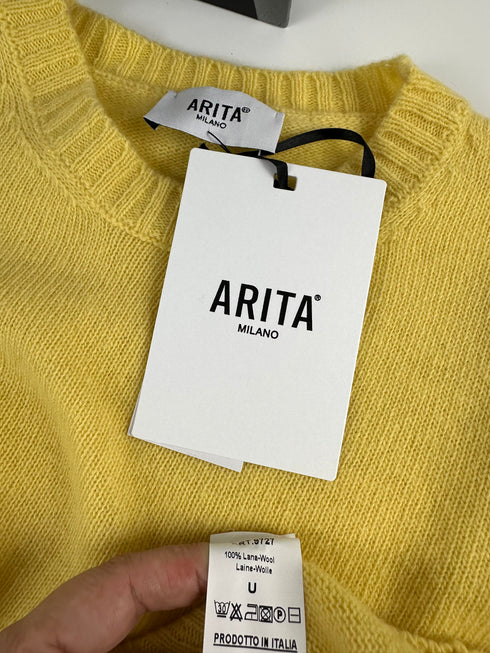 ARITA®
MILANO
ARITA®
MILANO
100% Lana-Wool
Laine-Wolle
U
PRODOTTO IN ITALIA